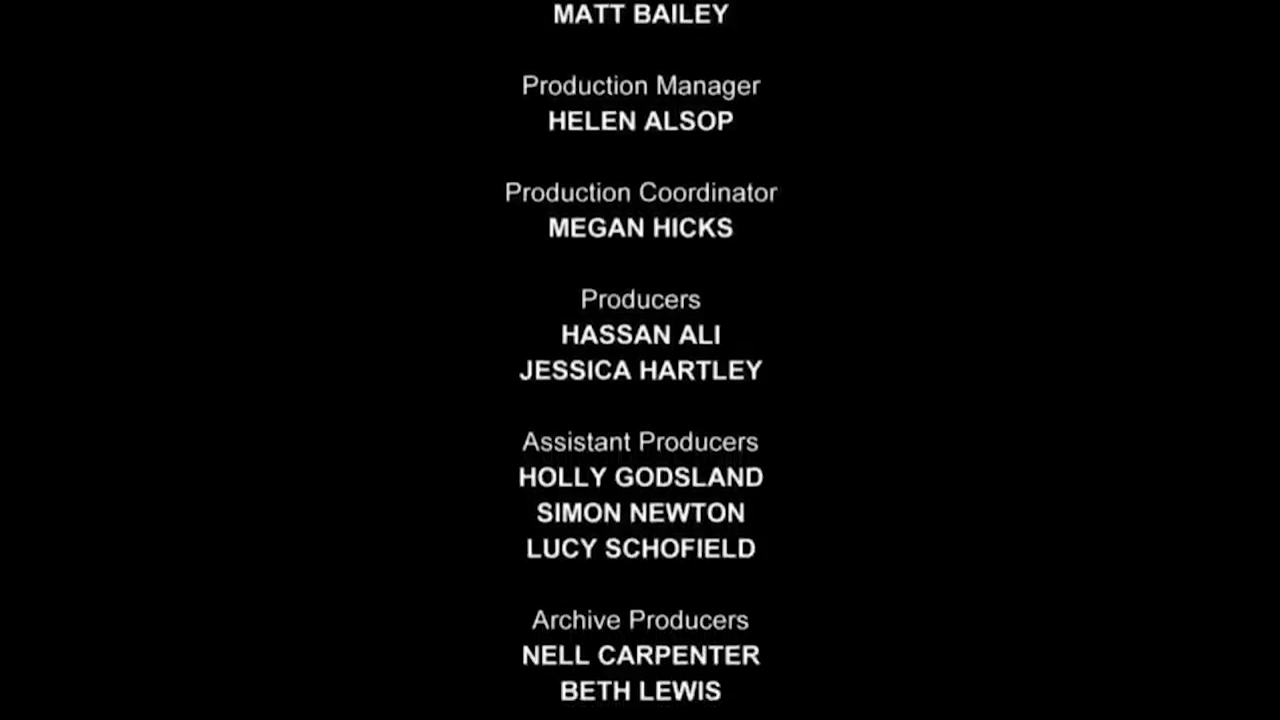 MATT BAILEY
Production Manager
HELEN ALSOP
Production Coordinator
MEGAN HICKS
Producers
HASSAN ALI
JESSICA HARTLEY
Assistant Producers
HOLLY GODSLAND
SIMON NEWTON
LUCY SCHOFIELD
Archive Producers
NELL CARPENTER
BETH LEWIS